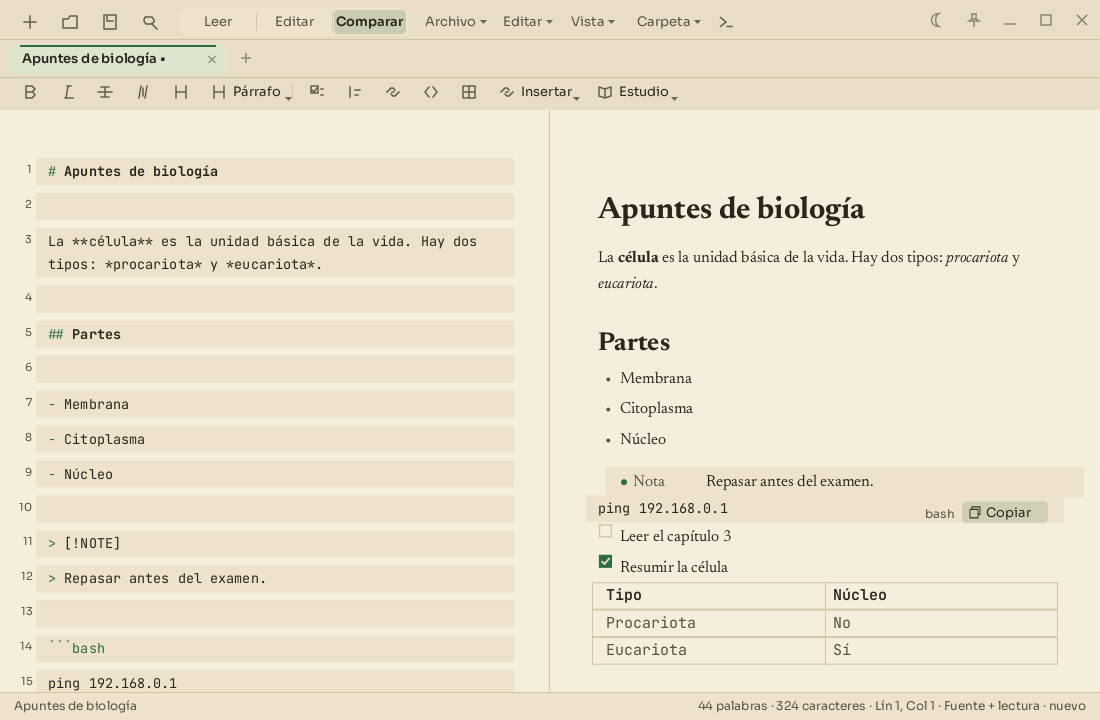 Leer Editar Comparar Archivo Editar Vista Carpeta
Apuntes de biología •
Párrafo Insertar Estudio
1 # Apuntes de biología
2
3 La **célula** es la unidad básica de la vida. Hay dos
tipos: *procariota* y *eucariota*.
4
5 ## Partes
6
7 - Membrana
8 - Citoplasma
9 - Núcleo
10
11 > [!NOTE]
12 > Repasar antes del examen.
13
14 ```bash
15 ping 192.168.0.1
Apuntes de biología
La célula es la unidad básica de la vida. Hay dos tipos: procariota y
eucariota.
Partes
• Membrana
• Citoplasma
• Núcleo
• Nota Repasar antes del examen.
ping 192.168.0.1 bash Copiar
Leer el capítulo 3
Resumir la célula
Tipo Núcleo
Procariota No
Eucariota Sí
Apuntes de biología 44 palabras · 324 caracteres · Lín 1, Col 1 · Fuente + lectura · nuevo